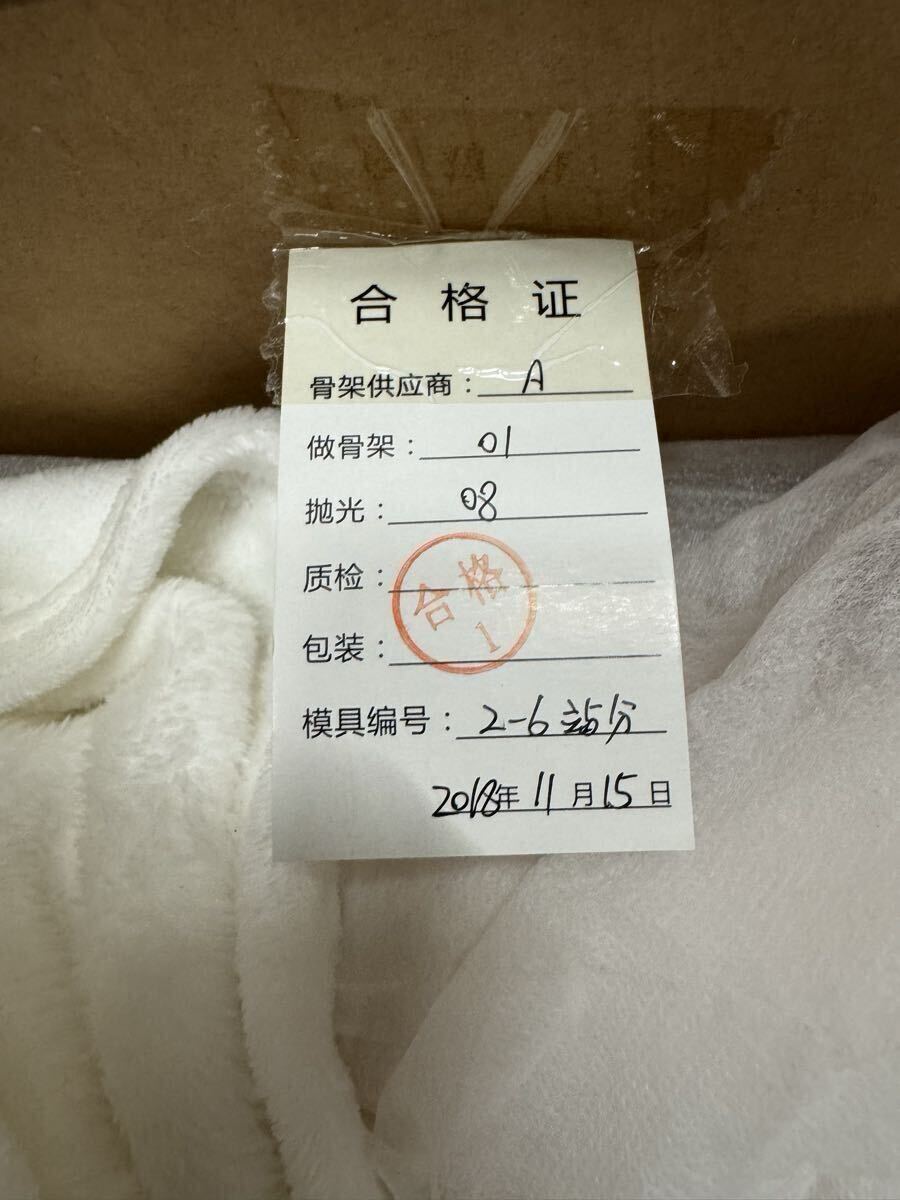 合格证
骨架供应商：A
做骨架：01
抛光：08
质检：
合格
1
包装：
模具编号：2-6站分
2018年11月15日